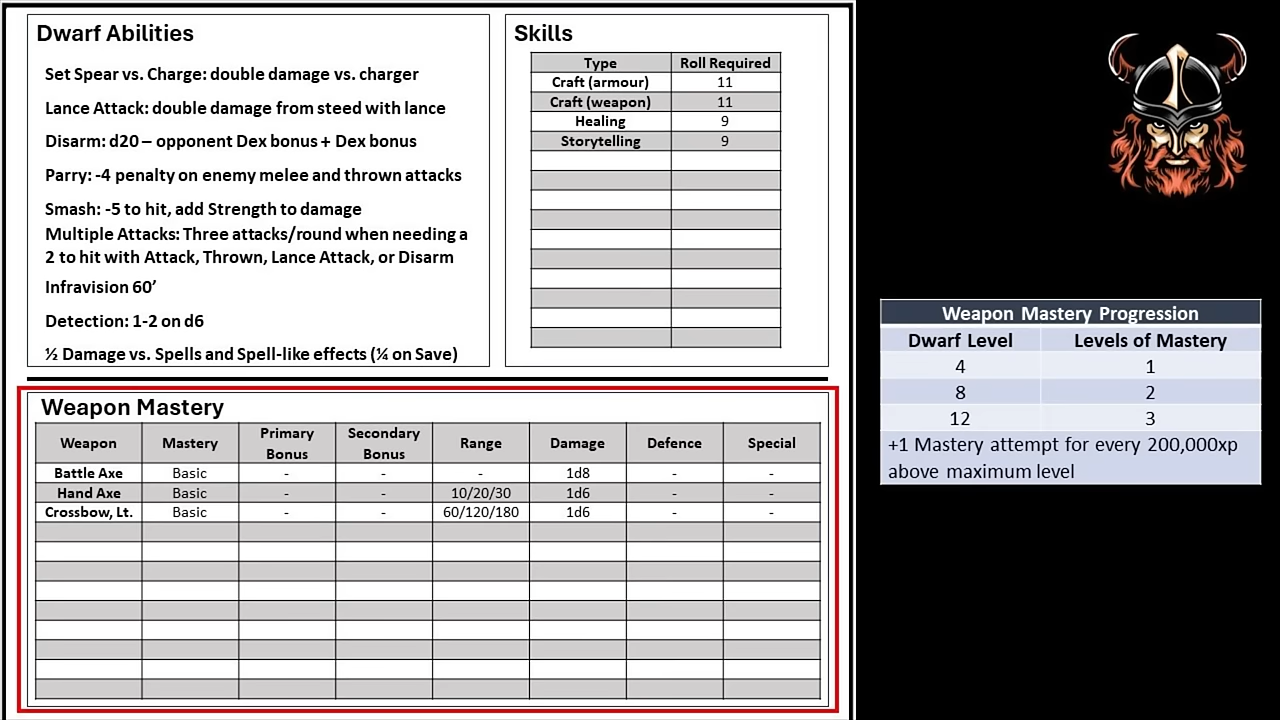 Dwarf Abilities
Set Spear vs. Charge: double damage vs. charger
Lance Attack: double damage from steed with lance
Disarm: d20 – opponent Dex bonus + Dex bonus
Parry: -4 penalty on enemy melee and thrown attacks
Smash: -5 to hit, add Strength to damage
Multiple Attacks: Three attacks/round when needing a
2 to hit with Attack, Thrown, Lance Attack, or Disarm
Infravision 60’
Detection: 1-2 on d6
½ Damage vs. Spells and Spell-like effects (¼ on Save)
Skills
Type Roll Required
Craft (armour) 11
Craft (weapon) 11
Healing 9
Storytelling 9
Weapon Mastery
Weapon Mastery Primary Bonus Secondary Bonus Range Damage Defence Special
Battle Axe Basic - - - 1d8 - -
Hand Axe Basic - - 10/20/30 1d6 - -
Crossbow, Lt. Basic - - 60/120/180 1d6 - -
Weapon Mastery Progression
Dwarf Level Levels of Mastery
4 1
8 2
12 3
+1 Mastery attempt for every 200,000xp
above maximum level